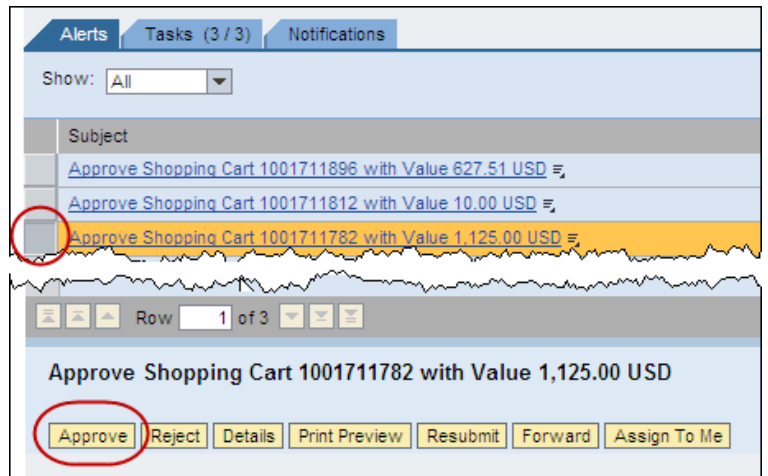 Alerts Tasks (3 / 3) Notifications
Show: All
Subject
Approve Shopping Cart 1001711896 with Value 627.51 USD
Approve Shopping Cart 1001711812 with Value 10.00 USD
Approve Shopping Cart 1001711782 with Value 1,125.00 USD
Row 1 of 3
Approve Shopping Cart 1001711782 with Value 1,125.00 USD
Approve Reject Details Print Preview Resubmit Forward Assign To Me